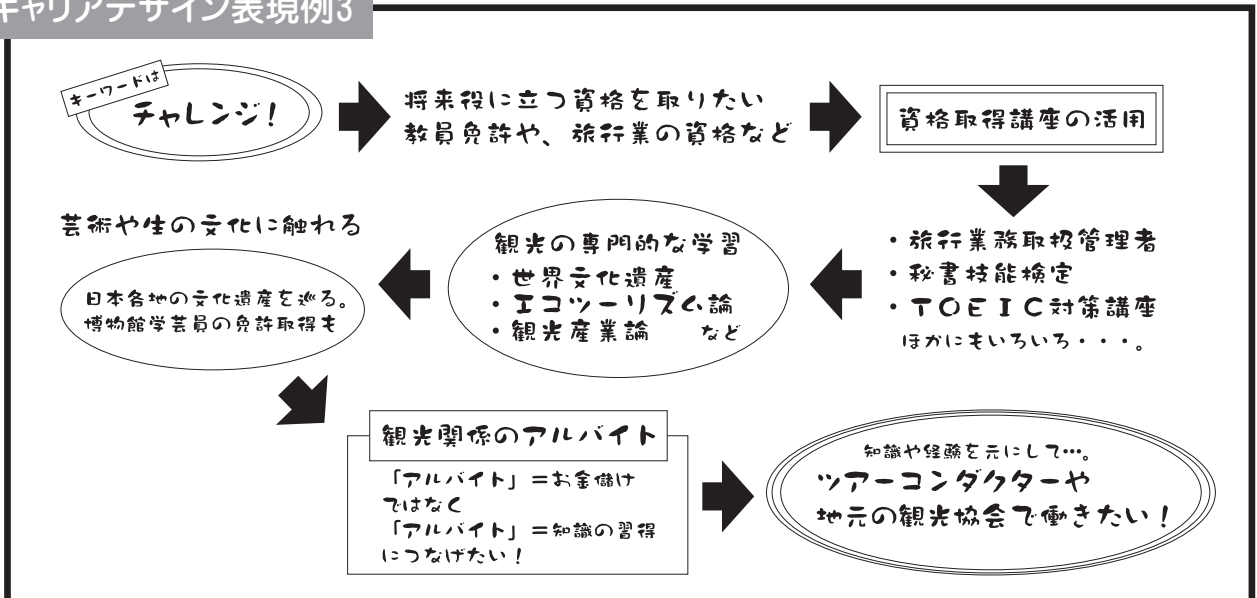 キャリアデザイン表現例3
キーワードは
チャレンジ！
将来役に立つ資格を取りたい
教員免許や、旅行業の資格など
資格取得講座の活用
・旅行業務取扱管理者
・秘書技能検定
・ＴＯＥＩＣ対策講座
ほかにもいろいろ・・・。
観光の専門的な学習
・世界文化遺産
・エコツーリズム論
・観光産業論　など
芸術や生の文化に触れる
日本各地の文化遺産を巡る。
博物館学芸員の免許取得も
観光関係のアルバイト
「アルバイト」＝お金儲け
ではなく
「アルバイト」＝知識の習得
につなげたい！
知識や経験を元にして…。
ツアーコンダクターや
地元の観光協会で働きたい！